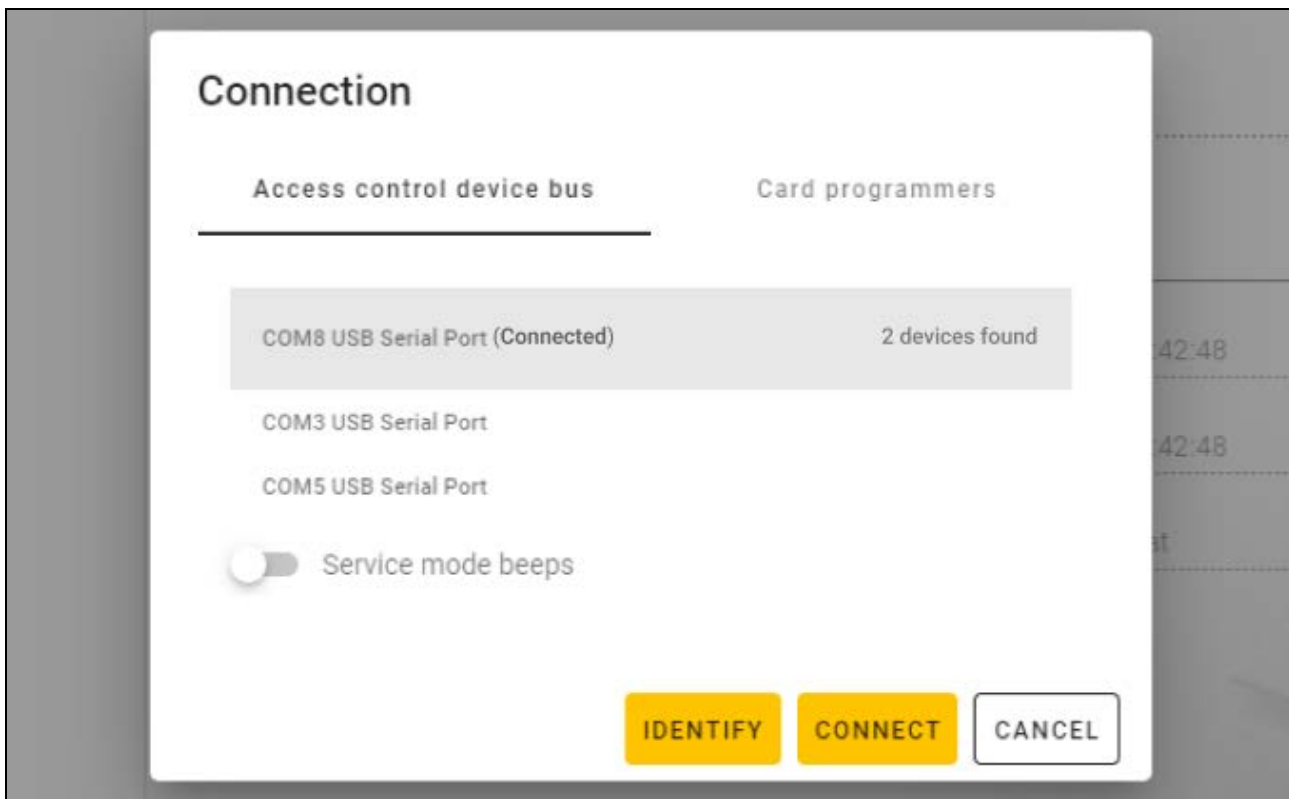 Connection
Access control device bus Card programmers
COM8 USB Serial Port (Connected) 2 devices found
:42:48
COM3 USB Serial Port
:42:48
COM5 USB Serial Port
at
Service mode beeps
IDENTIFY CONNECT CANCEL